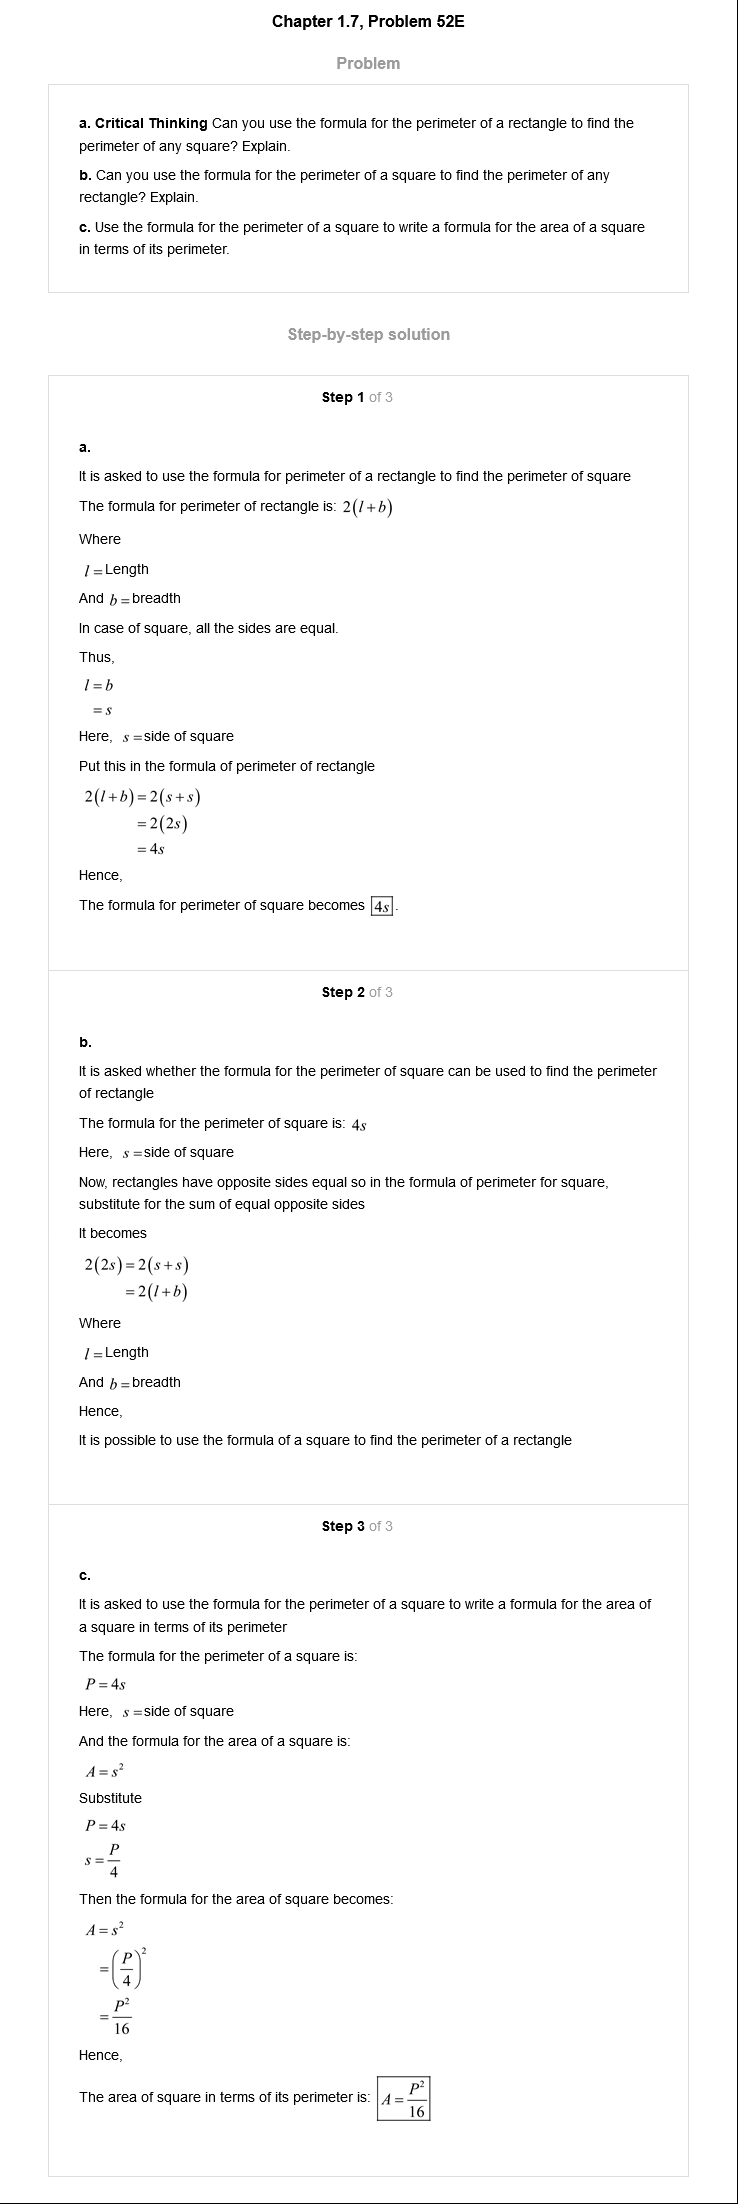 Chapter 1.7, Problem 52E
Problem
a. Critical Thinking Can you use the formula for the perimeter of a rectangle to find the
perimeter of any square? Explain.
b. Can you use the formula for the perimeter of a square to find the perimeter of any
rectangle? Explain.
c. Use the formula for the perimeter of a square to write a formula for the area of a square
in terms of its perimeter.
Step-by-step solution
Step 1 of 3
a.
It is asked to use the formula for perimeter of a rectangle to find the perimeter of square
The formula for perimeter of rectangle is: 2(l+b)
Where
l = Length
And b = breadth
In case of square, all the sides are equal.
Thus,
l = b
= s
Here, s = side of square
Put this in the formula of perimeter of rectangle
2(l+b) = 2(s+s)
= 2(2s)
= 4s
Hence,
The formula for perimeter of square becomes 4s.
Step 2 of 3
b.
It is asked whether the formula for the perimeter of square can be used to find the perimeter
of rectangle
The formula for the perimeter of square is: 4s
Here, s = side of square
Now, rectangles have opposite sides equal so in the formula of perimeter for square,
substitute for the sum of equal opposite sides
It becomes
2(2s) = 2(s+s)
= 2(l+b)
Where
l = Length
And b = breadth
Hence,
It is possible to use the formula of a square to find the perimeter of a rectangle
Step 3 of 3
c.
It is asked to use the formula for the perimeter of a square to write a formula for the area of
a square in terms of its perimeter
The formula for the perimeter of a square is:
P = 4s
Here, s = side of square
And the formula for the area of a square is:
A = s²
Substitute
P = 4s
s = P/4
Then the formula for the area of square becomes:
A = s²
= (P/4)²
= P²/16
Hence,
The area of square in terms of its perimeter is: A = P²/16